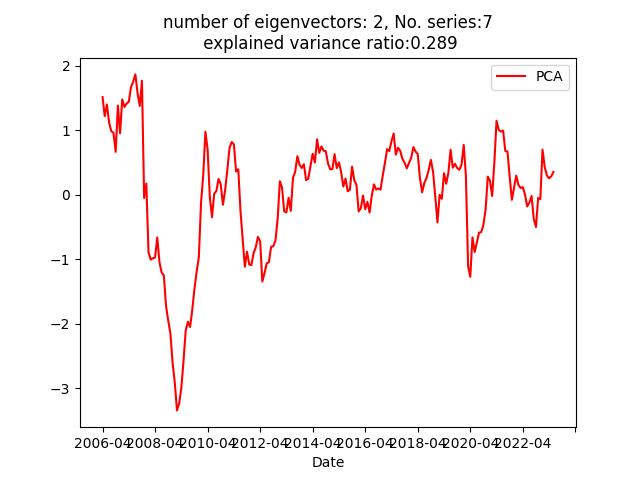 number of eigenvectors: 2, No. series:7
explained variance ratio:0.289
PCA
2
1
0
−1
−2
−3
2006-04 2008-04 2010-04 2012-04 2014-04 2016-04 2018-04 2020-04 2022-04
Date